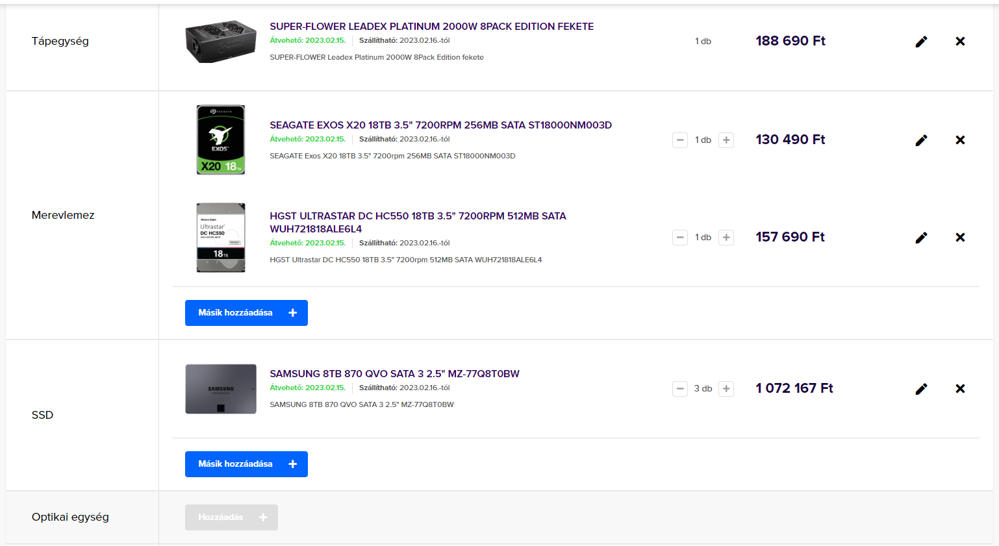 Tápegység
SUPER-FLOWER LEADEX PLATINUM 2000W 8PACK EDITION FEKETE
Átvehető: 2023.02.15. Szállítható: 2023.02.16.-tól
SUPER-FLOWER Leadex Platinum 2000W 8Pack Edition fekete
1 db
188 690 Ft
Merevlemez
SEAGATE
EXOS
X20 18TB
SEAGATE EXOS X20 18TB 3.5" 7200RPM 256MB SATA ST18000NM003D
Átvehető: 2023.02.15. Szállítható: 2023.02.16.-tól
SEAGATE Exos X20 18TB 3.5" 7200rpm 256MB SATA ST18000NM003D
− 1 db +
130 490 Ft
Western Digital
Ultrastar
DC HC550
18TB
HGST ULTRASTAR DC HC550 18TB 3.5" 7200RPM 512MB SATA
WUH721818ALE6L4
Átvehető: 2023.02.15. Szállítható: 2023.02.16.-tól
HGST Ultrastar DC HC550 18TB 3.5" 7200rpm 512MB SATA WUH721818ALE6L4
− 1 db +
157 690 Ft
Másik hozzáadása +
SSD
SAMSUNG
SAMSUNG 8TB 870 QVO SATA 3 2.5" MZ-77Q8T0BW
Átvehető: 2023.02.15. Szállítható: 2023.02.16.-tól
SAMSUNG 8TB 870 QVO SATA 3 2.5" MZ-77Q8T0BW
− 3 db +
1 072 167 Ft
Másik hozzáadása +
Optikai egység
Hozzáadás +